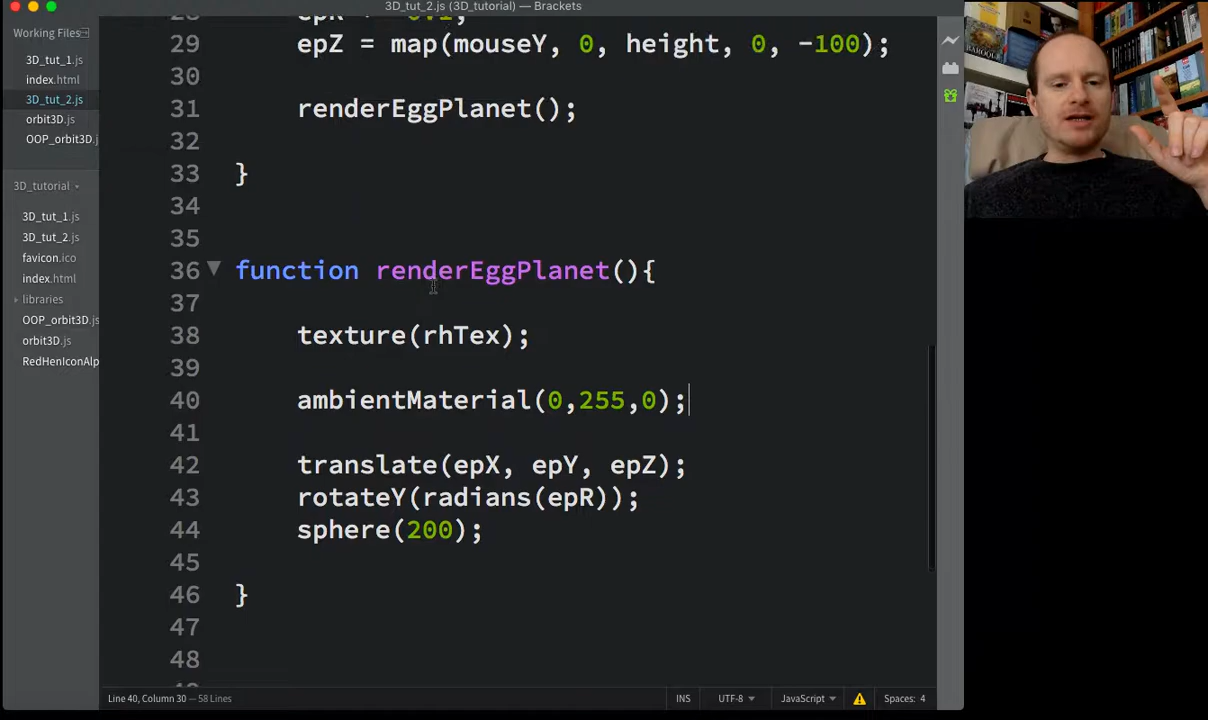 3D_tut_2.js (3D_tutorial) — Brackets
Working Files
3D_tut_1.js
index.html
3D_tut_2.js
orbit3D.js
OOP_orbit3D.j
3D_tutorial
3D_tut_1.js
3D_tut_2.js
favicon.ico
index.html
libraries
OOP_orbit3D.js
orbit3D.js
RedHenIconAlp
29 epZ = map(mouseY, 0, height, 0, -100);
30
31 renderEggPlanet();
32
33 }
34
35
36 function renderEggPlanet(){
37
38 texture(rhTex);
39
40 ambientMaterial(0,255,0);
41
42 translate(epX, epY, epZ);
43 rotateY(radians(epR));
44 sphere(200);
45
46 }
47
48
Line 40, Column 30 — 58 Lines
INS UTF-8 JavaScript Spaces: 4
BAROQUE